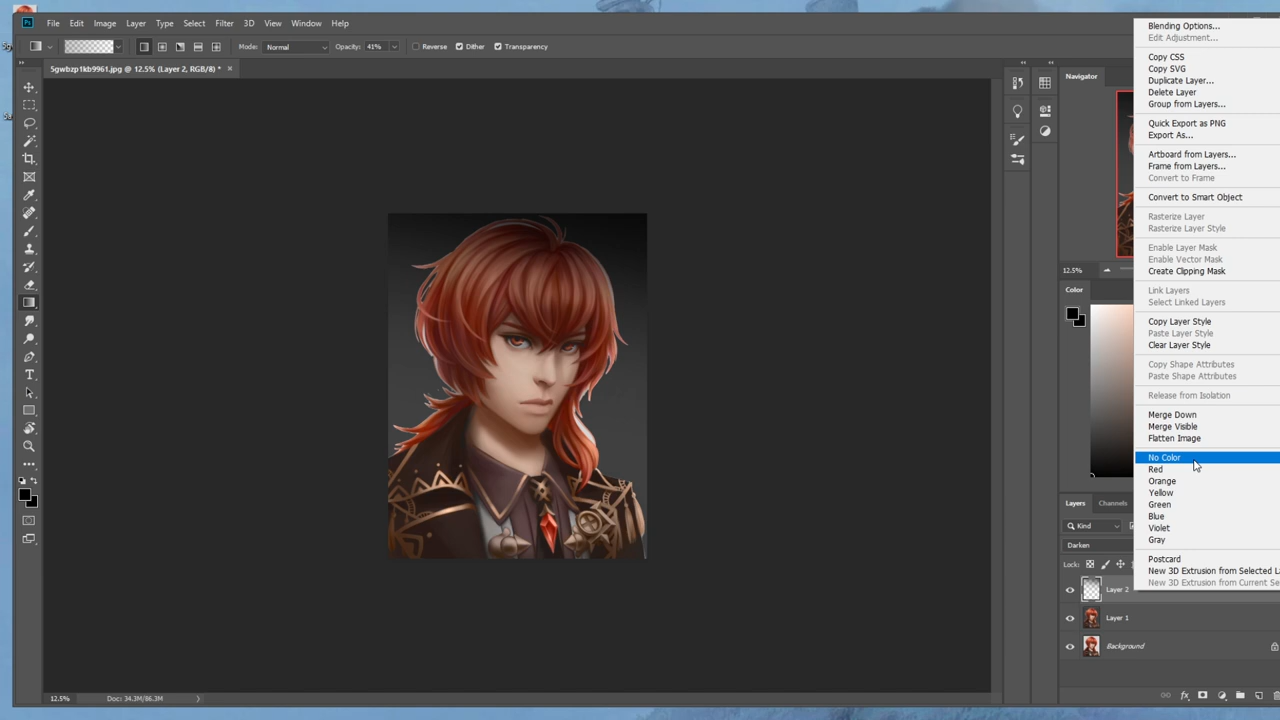 Ps File Edit Image Layer Type Select Filter 3D View Window Help
Mode: Normal Opacity: 41% Reverse Dither Transparency
5gwbzp1kb9961.jpg @ 12.5% (Layer 2, RGB/8) * ×
Navigator
12.5%
Color
Layers Channels
Kind
Darken
Lock:
Layer 2
Layer 1
Background
Blending Options...
Edit Adjustment...
Copy CSS
Copy SVG
Duplicate Layer...
Delete Layer
Group from Layers...
Quick Export as PNG
Export As...
Artboard from Layers...
Frame from Layers...
Convert to Frame
Convert to Smart Object
Rasterize Layer
Rasterize Layer Style
Enable Layer Mask
Enable Vector Mask
Create Clipping Mask
Link Layers
Select Linked Layers
Copy Layer Style
Paste Layer Style
Clear Layer Style
Copy Shape Attributes
Paste Shape Attributes
Release from Isolation
Merge Down
Merge Visible
Flatten Image
No Color
Red
Orange
Yellow
Green
Blue
Violet
Gray
Postcard
New 3D Extrusion from Selected La
New 3D Extrusion from Current Se
12.5% Doc: 34.3M/86.3M